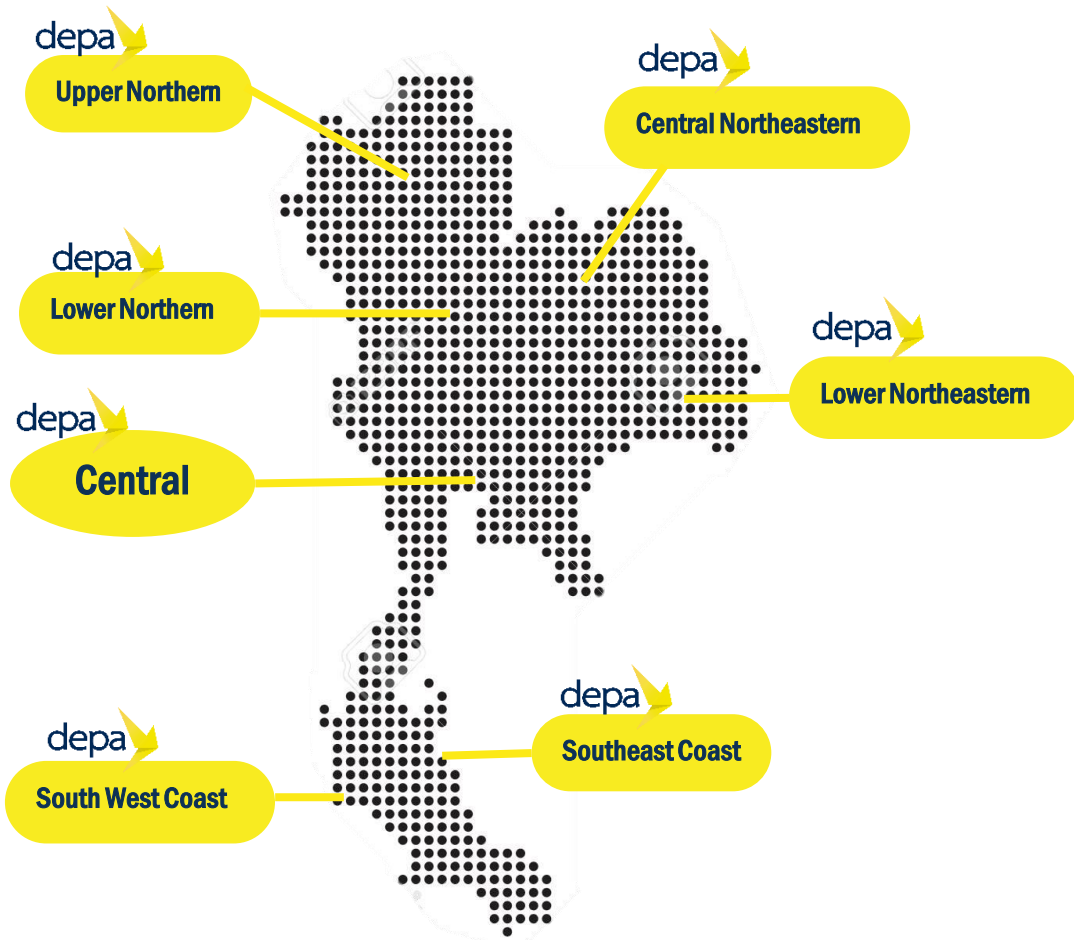 depa
Upper Northern
depa
Central Northeastern
depa
Lower Northern
depa
Lower Northeastern
depa
Central
depa
Southeast Coast
depa
South West Coast